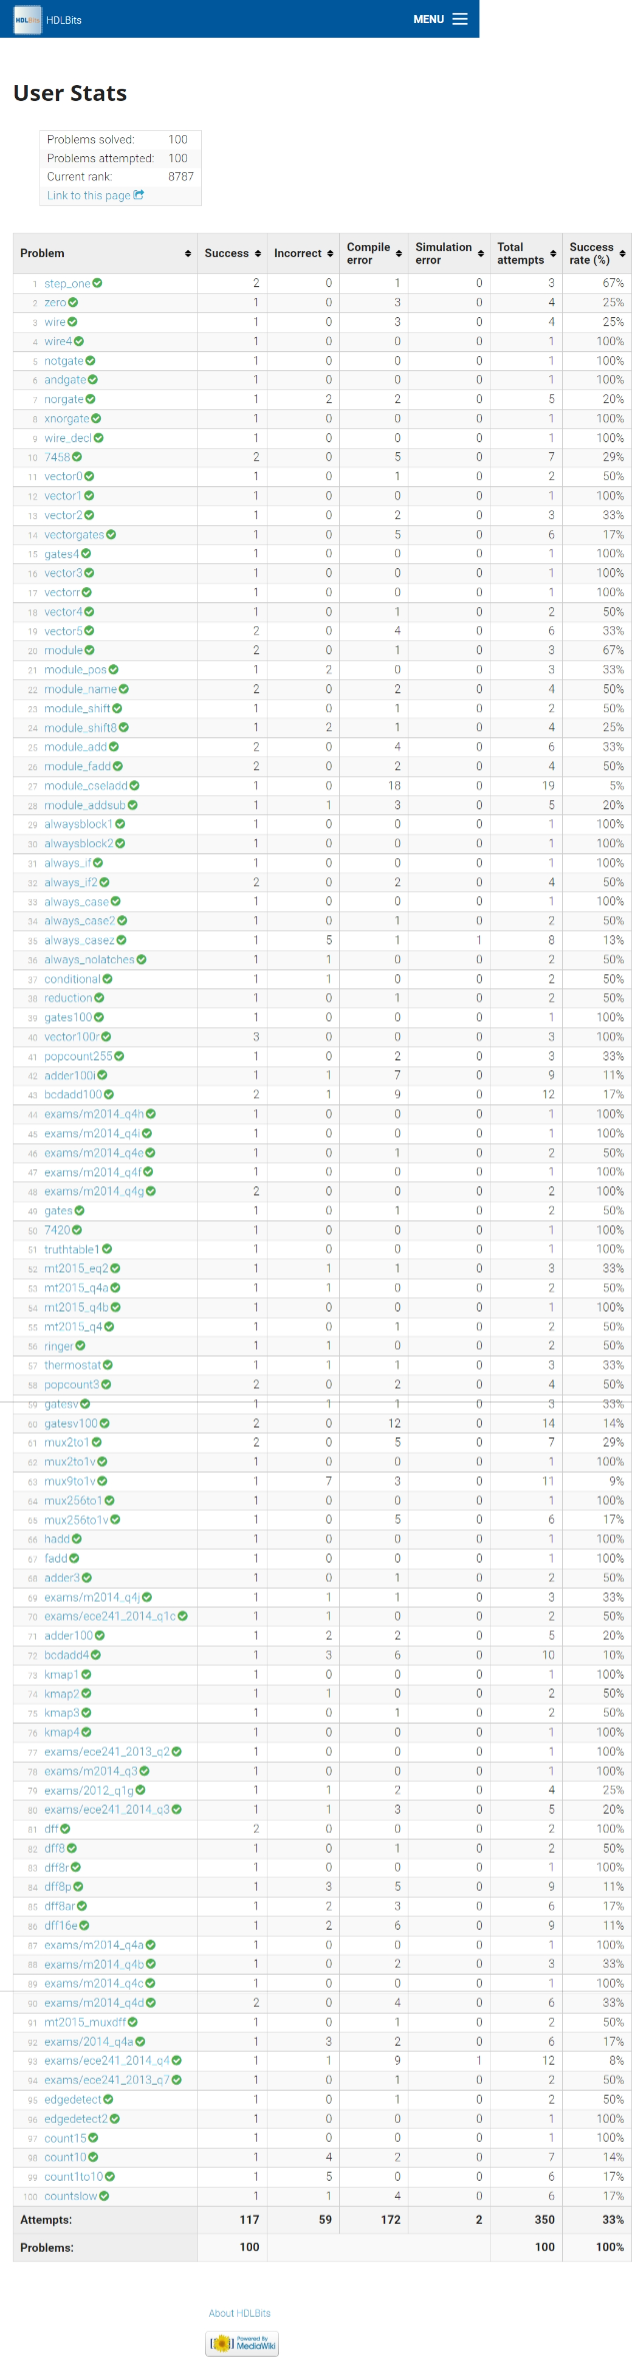 HDLBits HDLBits MENU
User Stats
Problems solved: 100
Problems attempted: 100
Current rank: 8787
Link to this page
Problem Success Incorrect Compile error Simulation error Total attempts Success rate (%)
1 step_one 2 0 1 0 3 67%
2 zero 1 0 3 0 4 25%
3 wire 1 0 3 0 4 25%
4 wire4 1 0 0 0 1 100%
5 notgate 1 0 0 0 1 100%
6 andgate 1 0 0 0 1 100%
7 norgate 1 2 2 0 5 20%
8 xnorgate 1 0 0 0 1 100%
9 wire_decl 1 0 0 0 1 100%
10 7458 2 0 5 0 7 29%
11 vector0 1 0 1 0 2 50%
12 vector1 1 0 0 0 1 100%
13 vector2 1 0 2 0 3 33%
14 vectorgates 1 0 5 0 6 17%
15 gates4 1 0 0 0 1 100%
16 vector3 1 0 0 0 1 100%
17 vectorr 1 0 0 0 1 100%
18 vector4 1 0 1 0 2 50%
19 vector5 2 0 4 0 6 33%
20 module 2 0 1 0 3 67%
21 module_pos 1 2 0 0 3 33%
22 module_name 2 0 2 0 4 50%
23 module_shift 1 0 1 0 2 50%
24 module_shift8 1 2 1 0 4 25%
25 module_add 2 0 4 0 6 33%
26 module_fadd 2 0 2 0 4 50%
27 module_cseladd 1 0 18 0 19 5%
28 module_addsub 1 1 3 0 5 20%
29 alwaysblock1 1 0 0 0 1 100%
30 alwaysblock2 1 0 0 0 1 100%
31 always_if 1 0 0 0 1 100%
32 always_if2 2 0 2 0 4 50%
33 always_case 1 0 0 0 1 100%
34 always_case2 1 0 1 0 2 50%
35 always_casez 1 5 1 1 8 13%
36 always_nolatches 1 1 0 0 2 50%
37 conditional 1 1 0 0 2 50%
38 reduction 1 0 1 0 2 50%
39 gates100 1 0 0 0 1 100%
40 vector100r 3 0 0 0 3 100%
41 popcount255 1 0 2 0 3 33%
42 adder100i 1 1 7 0 9 11%
43 bcdadd100 2 1 9 0 12 17%
44 exams/m2014_q4h 1 0 0 0 1 100%
45 exams/m2014_q4i 1 0 0 0 1 100%
46 exams/m2014_q4e 1 0 1 0 2 50%
47 exams/m2014_q4f 1 0 0 0 1 100%
48 exams/m2014_q4g 2 0 0 0 2 100%
49 gates 1 0 1 0 2 50%
50 7420 1 0 0 0 1 100%
51 truthtable1 1 0 0 0 1 100%
52 mt2015_eq2 1 1 1 0 3 33%
53 mt2015_q4a 1 1 0 0 2 50%
54 mt2015_q4b 1 0 0 0 1 100%
55 mt2015_q4 1 0 1 0 2 50%
56 ringer 1 1 0 0 2 50%
57 thermostat 1 1 1 0 3 33%
58 popcount3 2 0 2 0 4 50%
59 gatesv 1 1 1 0 3 33%
60 gatesv100 2 0 12 0 14 14%
61 mux2to1 2 0 5 0 7 29%
62 mux2to1v 1 0 0 0 1 100%
63 mux9to1v 1 7 3 0 11 9%
64 mux256to1 1 0 0 0 1 100%
65 mux256to1v 1 0 5 0 6 17%
66 hadd 1 0 0 0 1 100%
67 fadd 1 0 0 0 1 100%
68 adder3 1 0 1 0 2 50%
69 exams/m2014_q4j 1 1 1 0 3 33%
70 exams/ece241_2014_q1c 1 1 0 0 2 50%
71 adder100 1 2 2 0 5 20%
72 bcdadd4 1 3 6 0 10 10%
73 kmap1 1 0 0 0 1 100%
74 kmap2 1 1 0 0 2 50%
75 kmap3 1 0 1 0 2 50%
76 kmap4 1 0 0 0 1 100%
77 exams/ece241_2013_q2 1 0 0 0 1 100%
78 exams/m2014_q3 1 0 0 0 1 100%
79 exams/2012_q1g 1 1 2 0 4 25%
80 exams/ece241_2014_q3 1 1 3 0 5 20%
81 dff 2 0 0 0 2 100%
82 dff8 1 0 1 0 2 50%
83 dff8r 1 0 0 0 1 100%
84 dff8p 1 3 5 0 9 11%
85 dff8ar 1 2 3 0 6 17%
86 dff16e 1 2 6 0 9 11%
87 exams/m2014_q4a 1 0 0 0 1 100%
88 exams/m2014_q4b 1 0 2 0 3 33%
89 exams/m2014_q4c 1 0 0 0 1 100%
90 exams/m2014_q4d 2 0 4 0 6 33%
91 mt2015_muxdff 1 0 1 0 2 50%
92 exams/2014_q4a 1 3 2 0 6 17%
93 exams/ece241_2014_q4 1 1 9 1 12 8%
94 exams/ece241_2013_q7 1 0 1 0 2 50%
95 edgedetect 1 0 1 0 2 50%
96 edgedetect2 1 0 0 0 1 100%
97 count15 1 0 0 0 1 100%
98 count10 1 4 2 0 7 14%
99 count1to10 1 5 0 0 6 17%
100 countslow 1 1 4 0 6 17%
Attempts: 117 59 172 2 350 33%
Problems: 100 100 100%
About HDLBits
Powered By
MediaWiki